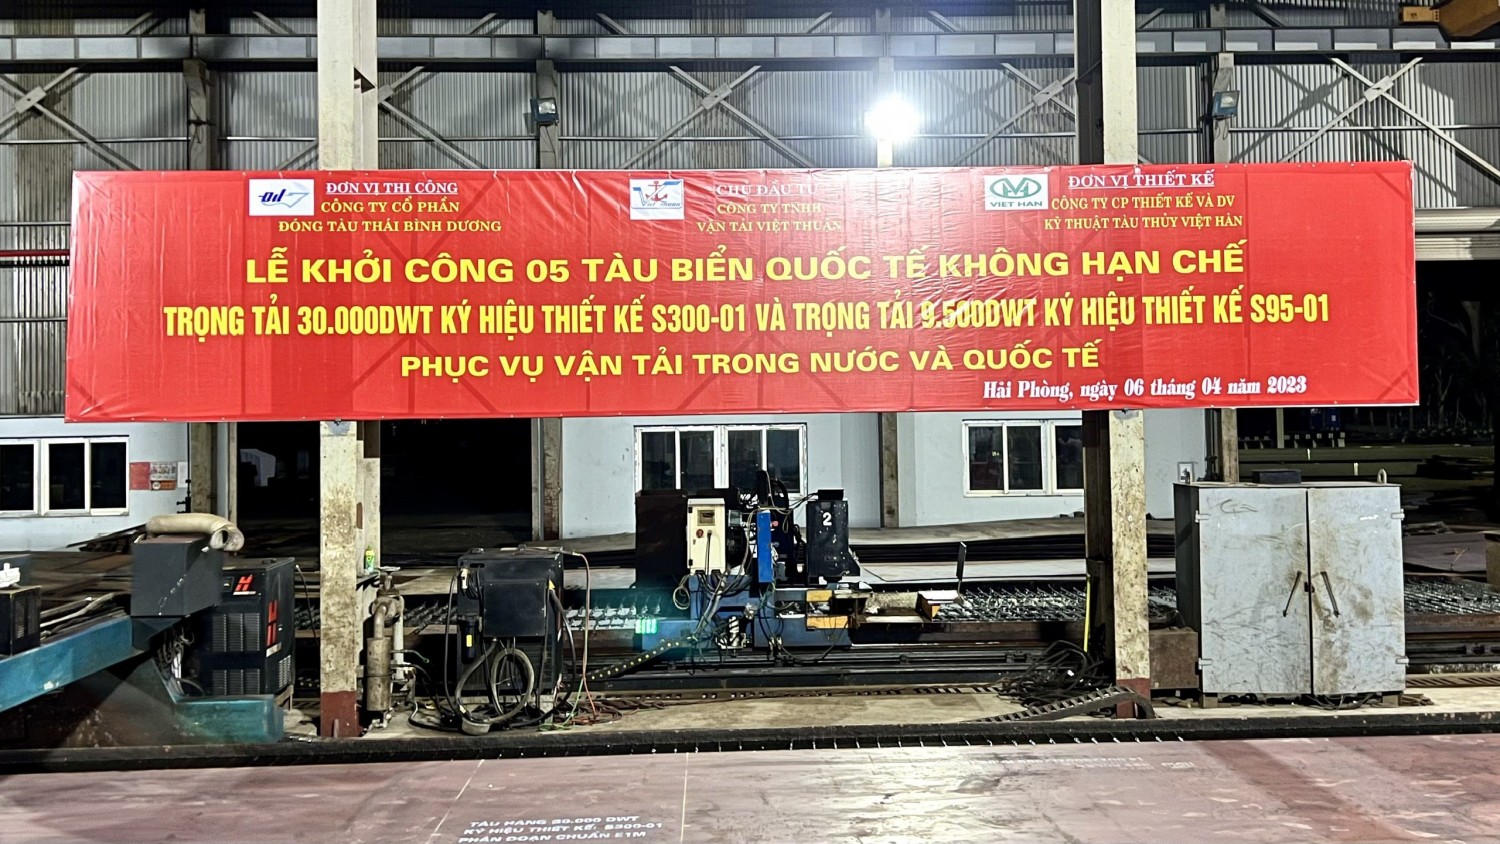 ĐƠN VỊ THI CÔNG
CÔNG TY CỔ PHẦN
ĐÓNG TÀU THÁI BÌNH DƯƠNG
CHỦ ĐẦU TƯ
CÔNG TY TNHH
VẬN TẢI VIỆT THUẬN
VIET HAN
ĐƠN VỊ THIẾT KẾ
CÔNG TY CP THIẾT KẾ VÀ DV
KỸ THUẬT TÀU THỦY VIỆT HÀN
LỄ KHỞI CÔNG 05 TÀU BIỂN QUỐC TẾ KHÔNG HẠN CHẾ
TRỌNG TẢI 30.000DWT KÝ HIỆU THIẾT KẾ S300-01 VÀ TRỌNG TẢI 9.500DWT KÝ HIỆU THIẾT KẾ S95-01
PHỤC VỤ VẬN TẢI TRONG NƯỚC VÀ QUỐC TẾ
Hải Phòng, ngày 06 tháng 04 năm 2023
2
H
H
TÀU HÀNG 30.000 DWT
KÝ HIỆU THIẾT KẾ: S300-01
PHÂN ĐOẠN CHUẨN E1M